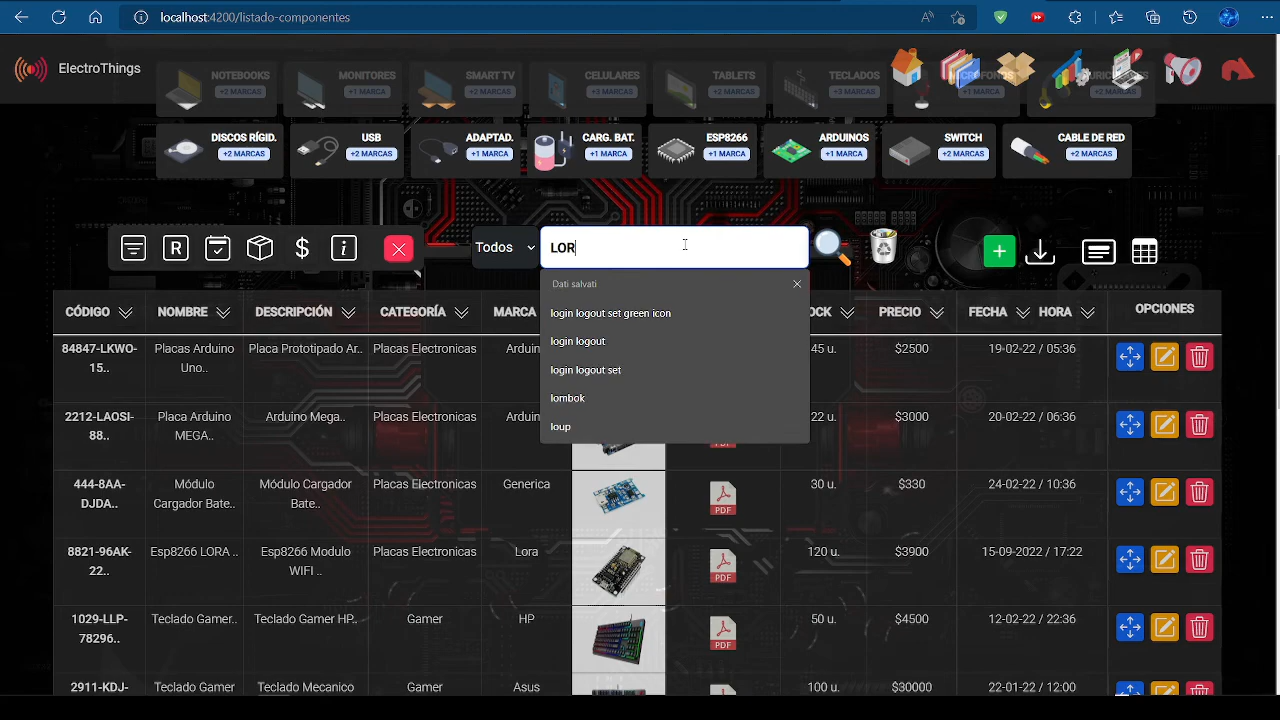 localhost:4200/listado-componentes
ElectroThings
NOTEBOOKS
+2 MARCAS
MONITORES
+1 MARCA
SMART TV
+2 MARCAS
CELULARES
+3 MARCAS
TABLETS
+2 MARCAS
TECLADOS
+3 MARCAS
+1 MARCA
+2 MARCAS
DISCOS RÍGID.
+2 MARCAS
USB
+2 MARCAS
ADAPTAD.
+1 MARCA
CARG. BAT.
+1 MARCA
ESP8266
+1 MARCA
ARDUINOS
+1 MARCA
SWITCH
+2 MARCAS
CABLE DE RED
+2 MARCAS
R
$
Todos
LOR
Dati salvati
login logout set green icon
login logout
login logout set
lombok
loup
CÓDIGO NOMBRE DESCRIPCIÓN CATEGORÍA MARCA OCK PRECIO FECHA HORA OPCIONES
84847-LKWO- Placas Arduino Placa Prototipado Ar.. Placas Electronicas Arduin 45 u. $2500 19-02-22 / 05:36
15.. Uno..
2212-LAOSI- Placa Arduino Arduino Mega.. Placas Electronicas Arduin 22 u. $3000 20-02-22 / 06:36
88.. MEGA..
444-8AA- Módulo Módulo Cargador Placas Electronicas Generica 30 u. $330 24-02-22 / 10:36
DJDA.. Cargador Bate.. Bate..
PDF
8821-96AK- Esp8266 LORA .. Esp8266 Modulo Placas Electronicas Lora 120 u. $3900 15-09-2022 / 17:22
22.. WIFI ..
PDF
1029-LLP- Teclado Gamer.. Teclado Gamer HP.. Gamer HP 50 u. $4500 12-02-22 / 22:36
78296..
PDF
2911-KDJ- Teclado Gamer Teclado Mecanico Gamer Asus 100 u. $30000 22-01-22 / 12:00